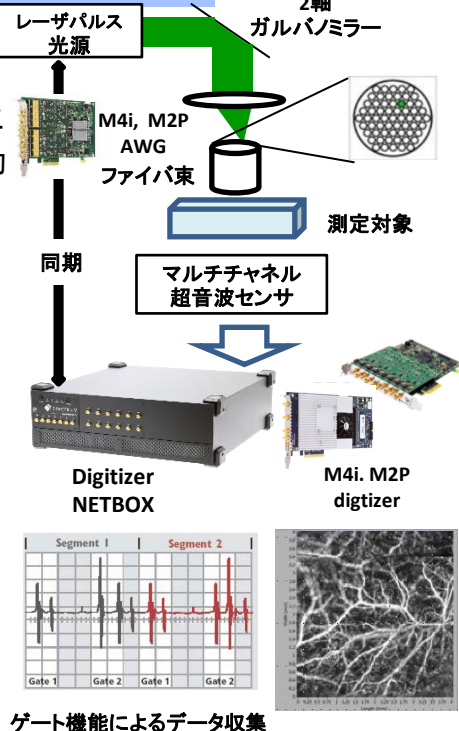 2軸
ガルバノミラー
レーザパルス
光源
M4i, M2P
AWG
ファイバ束
測定対象
同期
マルチチャネル
超音波センサ
Digitizer
NETBOX
M4i. M2P
digtizer
Segment 1
Segment 2
Gate 1
Gate 2
Gate 1
Gate 2
ゲート機能によるデータ収集